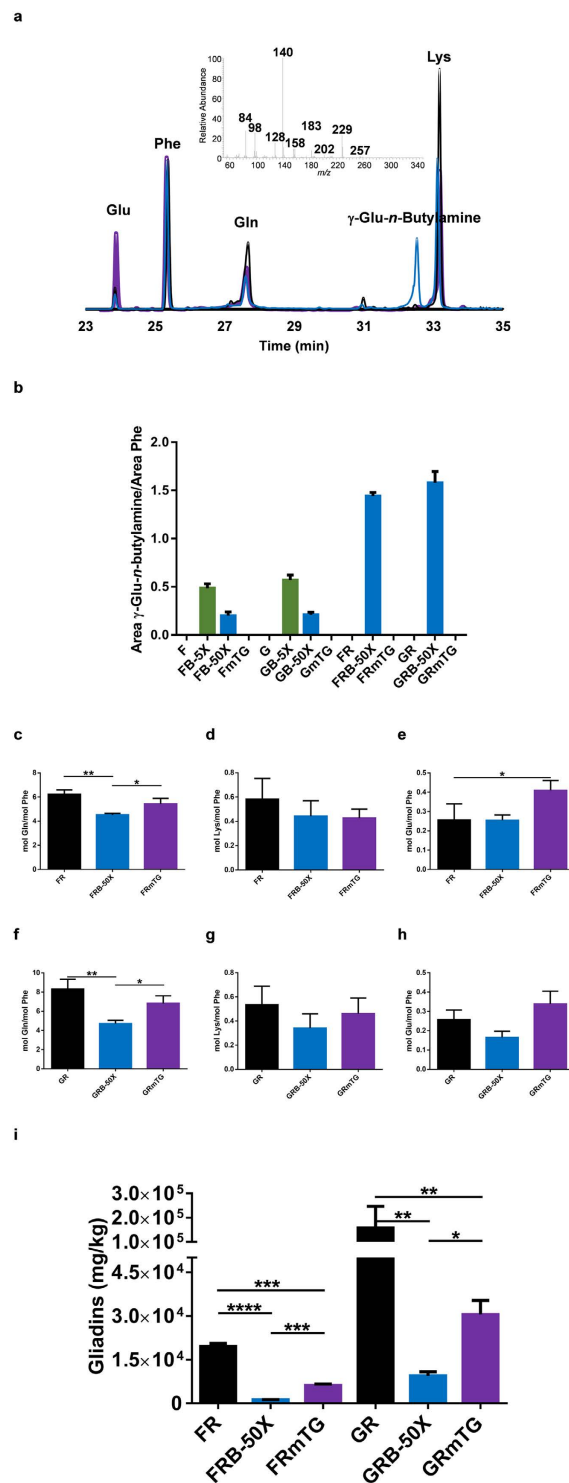 a
Lys
Phe
Glu
Gln
γ-Glu-n-Butylamine
Relative Abundance
100
80
60
40
20
0
140
84
98
128
158
183
202
229
257
60 100 140 180 220 260 300 340
m/z
23 25 27 29 31 33 35
Time (min)
b
Area γ-Glu-n-butylamine/Area Phe
2.0
1.5
1.0
0.5
0.0
F FB-5X FB-50X FmTG G GB-5X GB-50X GmTG FR FRB-50X FRmTG GR GRB-50X GRmTG
c
mol Gln/mol Phe
8
6
4
2
0
**
*
FR FRB-50X FRmTG
d
mol Lys/mol Phe
0.8
0.6
0.4
0.2
0.0
FR FRB-50X FRmTG
e
mol Glu/mol Phe
0.5
0.4
0.3
0.2
0.1
0.0
*
FR FRB-50X FRmTG
f
mol Gln/mol Phe
10
8
6
4
2
0
**
*
GR GRB-50X GRmTG
g
mol Lys/mol Phe
0.8
0.6
0.4
0.2
0.0
GR GRB-50X GRmTG
h
mol Glu/mol Phe
0.5
0.4
0.3
0.2
0.1
0.0
GR GRB-50X GRmTG
i
Gliadins (mg/kg)
3.0×10⁵
2.5×10⁵
2.0×10⁵
1.5×10⁵
1.0×10⁵
4.5×10⁴
3.0×10⁴
1.5×10⁴
0
***
****
***
**
**
*
FR FRB-50X FRmTG GR GRB-50X GRmTG